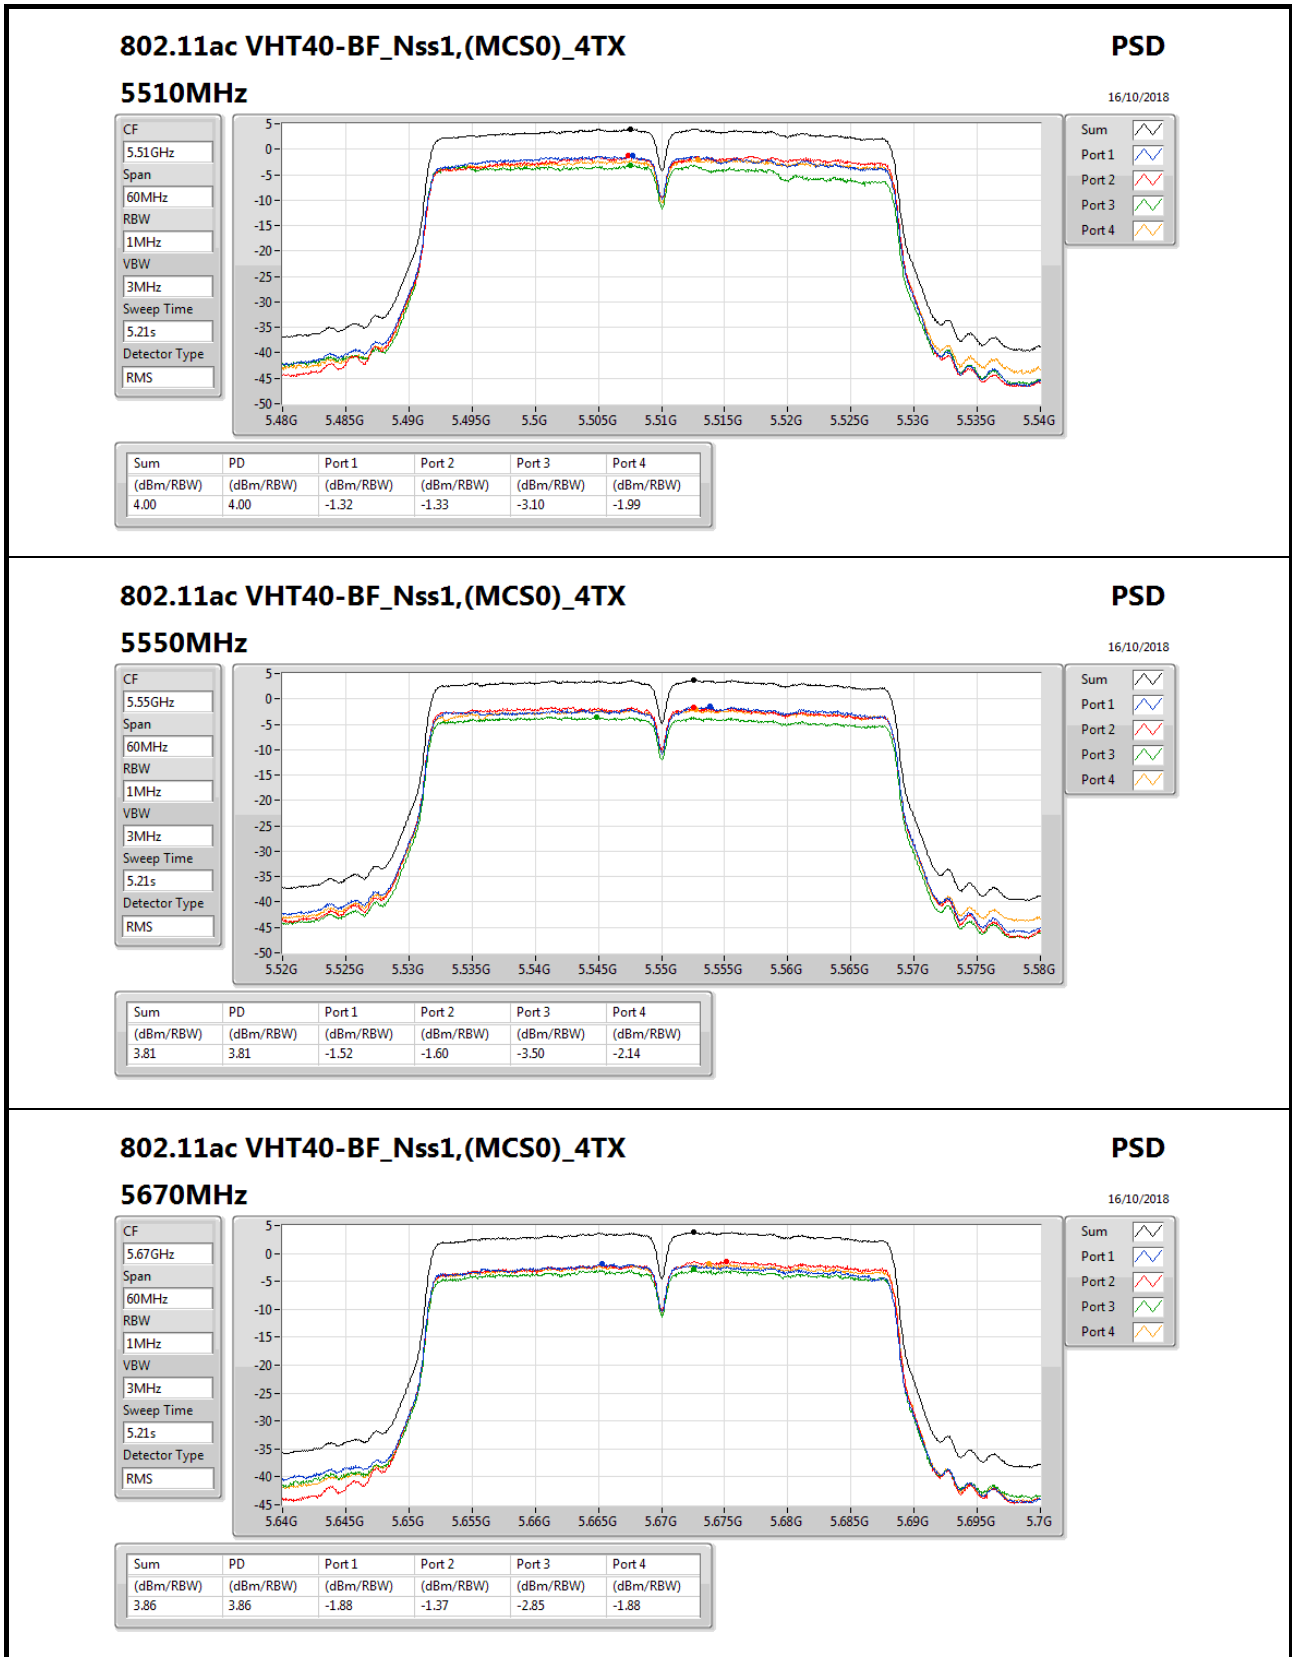 802.11ac VHT40-BF_Nss1,(MCS0)_4TX PSD
5510MHz 16/10/2018
CF
5.51GHz
Span
60MHz
RBW
1MHz
VBW
3MHz
Sweep Time
5.21s
Detector Type
RMS
5
0
-5
-10
-15
-20
-25
-30
-35
-40
-45
-50
5.48G 5.485G 5.49G 5.495G 5.5G 5.505G 5.51G 5.515G 5.52G 5.525G 5.53G 5.535G 5.54G
Sum
Port 1
Port 2
Port 3
Port 4
Sum PD Port 1 Port 2 Port 3 Port 4
(dBm/RBW) (dBm/RBW) (dBm/RBW) (dBm/RBW) (dBm/RBW) (dBm/RBW)
4.00 4.00 -1.32 -1.33 -3.10 -1.99
802.11ac VHT40-BF_Nss1,(MCS0)_4TX PSD
5550MHz 16/10/2018
CF
5.55GHz
Span
60MHz
RBW
1MHz
VBW
3MHz
Sweep Time
5.21s
Detector Type
RMS
5
0
-5
-10
-15
-20
-25
-30
-35
-40
-45
-50
5.52G 5.525G 5.53G 5.535G 5.54G 5.545G 5.55G 5.555G 5.56G 5.565G 5.57G 5.575G 5.58G
Sum
Port 1
Port 2
Port 3
Port 4
Sum PD Port 1 Port 2 Port 3 Port 4
(dBm/RBW) (dBm/RBW) (dBm/RBW) (dBm/RBW) (dBm/RBW) (dBm/RBW)
3.81 3.81 -1.52 -1.60 -3.50 -2.14
802.11ac VHT40-BF_Nss1,(MCS0)_4TX PSD
5670MHz 16/10/2018
CF
5.67GHz
Span
60MHz
RBW
1MHz
VBW
3MHz
Sweep Time
5.21s
Detector Type
RMS
5
0
-5
-10
-15
-20
-25
-30
-35
-40
-45
5.64G 5.645G 5.65G 5.655G 5.66G 5.665G 5.67G 5.675G 5.68G 5.685G 5.69G 5.695G 5.7G
Sum
Port 1
Port 2
Port 3
Port 4
Sum PD Port 1 Port 2 Port 3 Port 4
(dBm/RBW) (dBm/RBW) (dBm/RBW) (dBm/RBW) (dBm/RBW) (dBm/RBW)
3.86 3.86 -1.88 -1.37 -2.85 -1.88